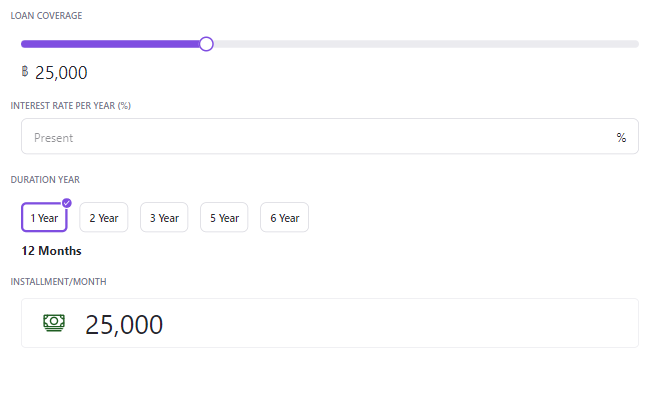 LOAN COVERAGE
฿ 25,000
INTEREST RATE PER YEAR (%)
Present %
DURATION YEAR
1 Year 2 Year 3 Year 5 Year 6 Year
12 Months
INSTALLMENT/MONTH
25,000